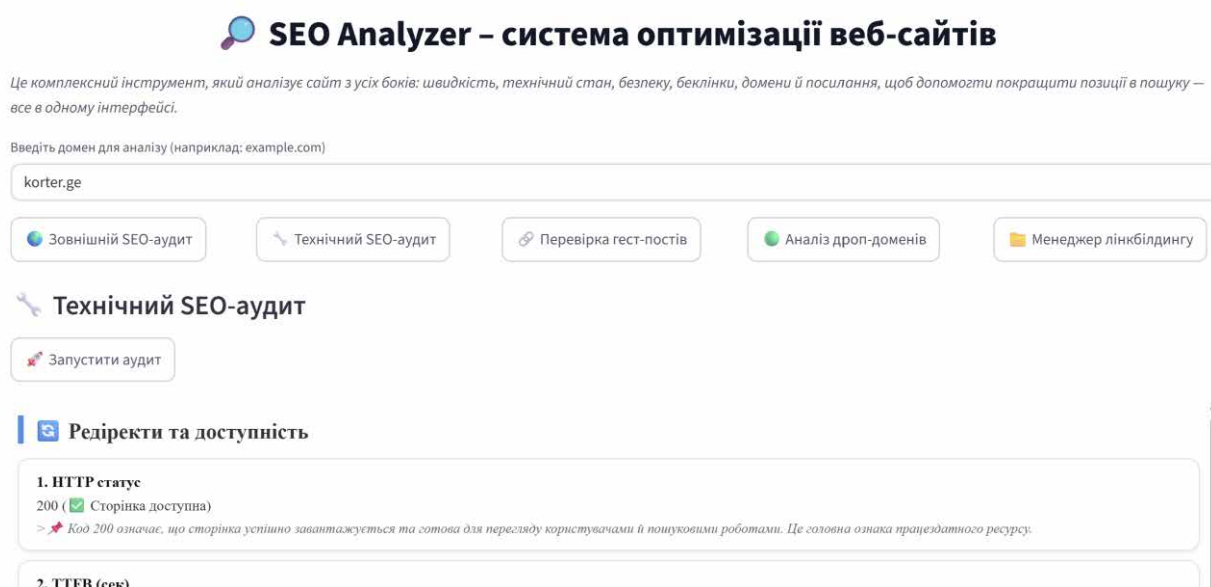 SEO Analyzer – система оптимізації веб-сайтів
Це комплексний інструмент, який аналізує сайт з усіх боків: швидкість, технічний стан, безпеку, беклінки, домени й посилання, щоб допомогти покращити позиції в пошуку —
все в одному інтерфейсі.
Введіть домен для аналізу (наприклад: example.com)
korter.ge
Зовнішній SEO-аудит Технічний SEO-аудит Перевірка гест-постів Аналіз дроп-доменів Менеджер лінкбілдингу
Технічний SEO-аудит
Запустити аудит
Редіректи та доступність
1. HTTP статус
200 (✅ Сторінка доступна)
> 📌 Код 200 означає, що сторінка успішно завантажується та готова для перегляду користувачами й пошуковими роботами. Це головна ознака працездатного ресурсу.
2. TTFB (сек)